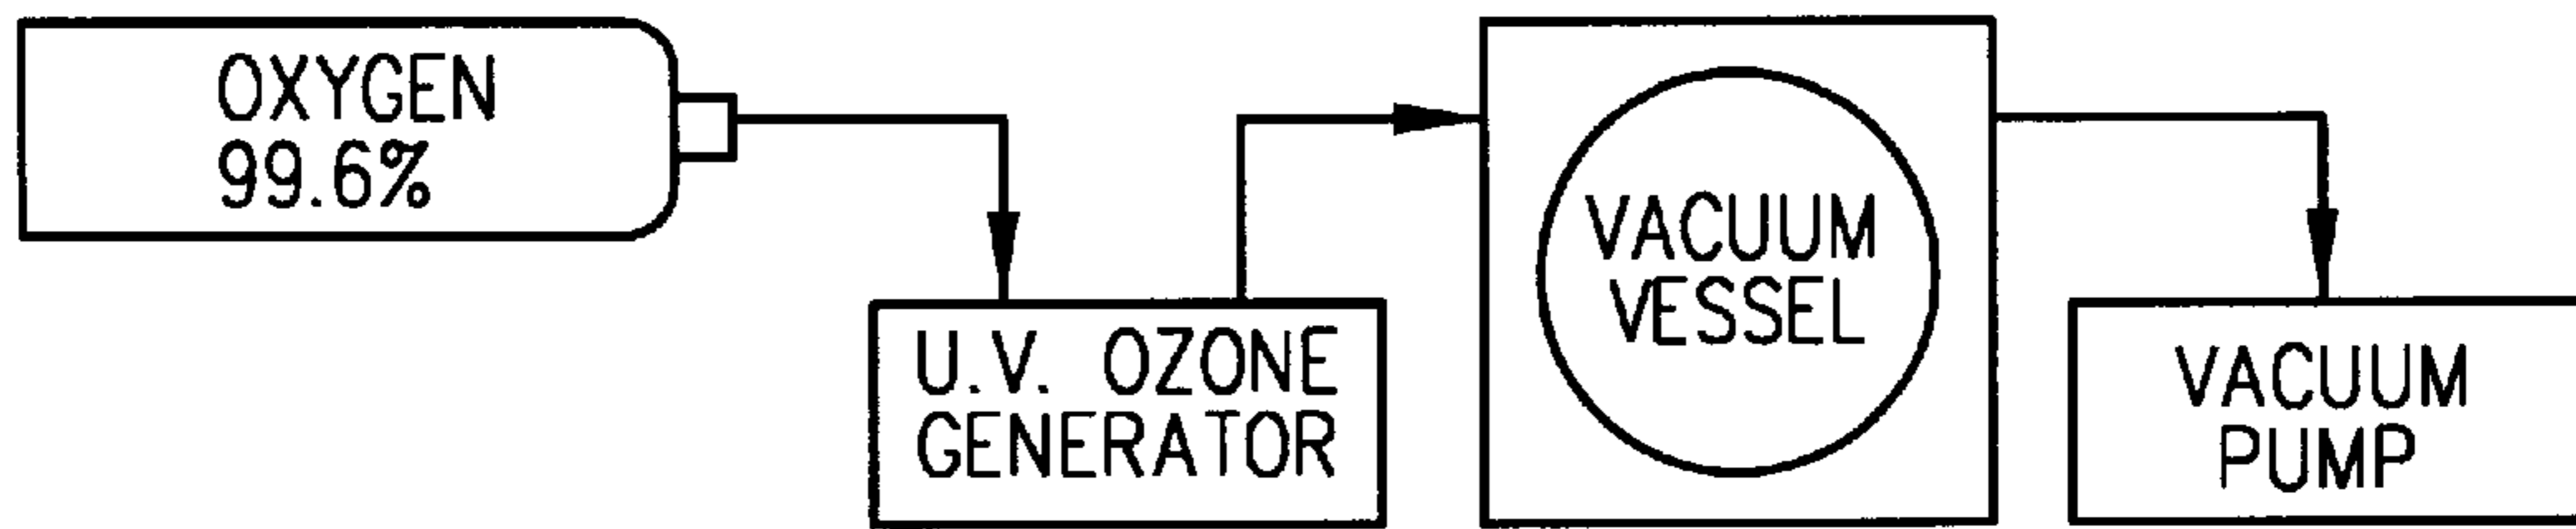 OXYGEN
99.6%
U.V. OZONE
GENERATOR
VACUUM
VESSEL
VACUUM
PUMP